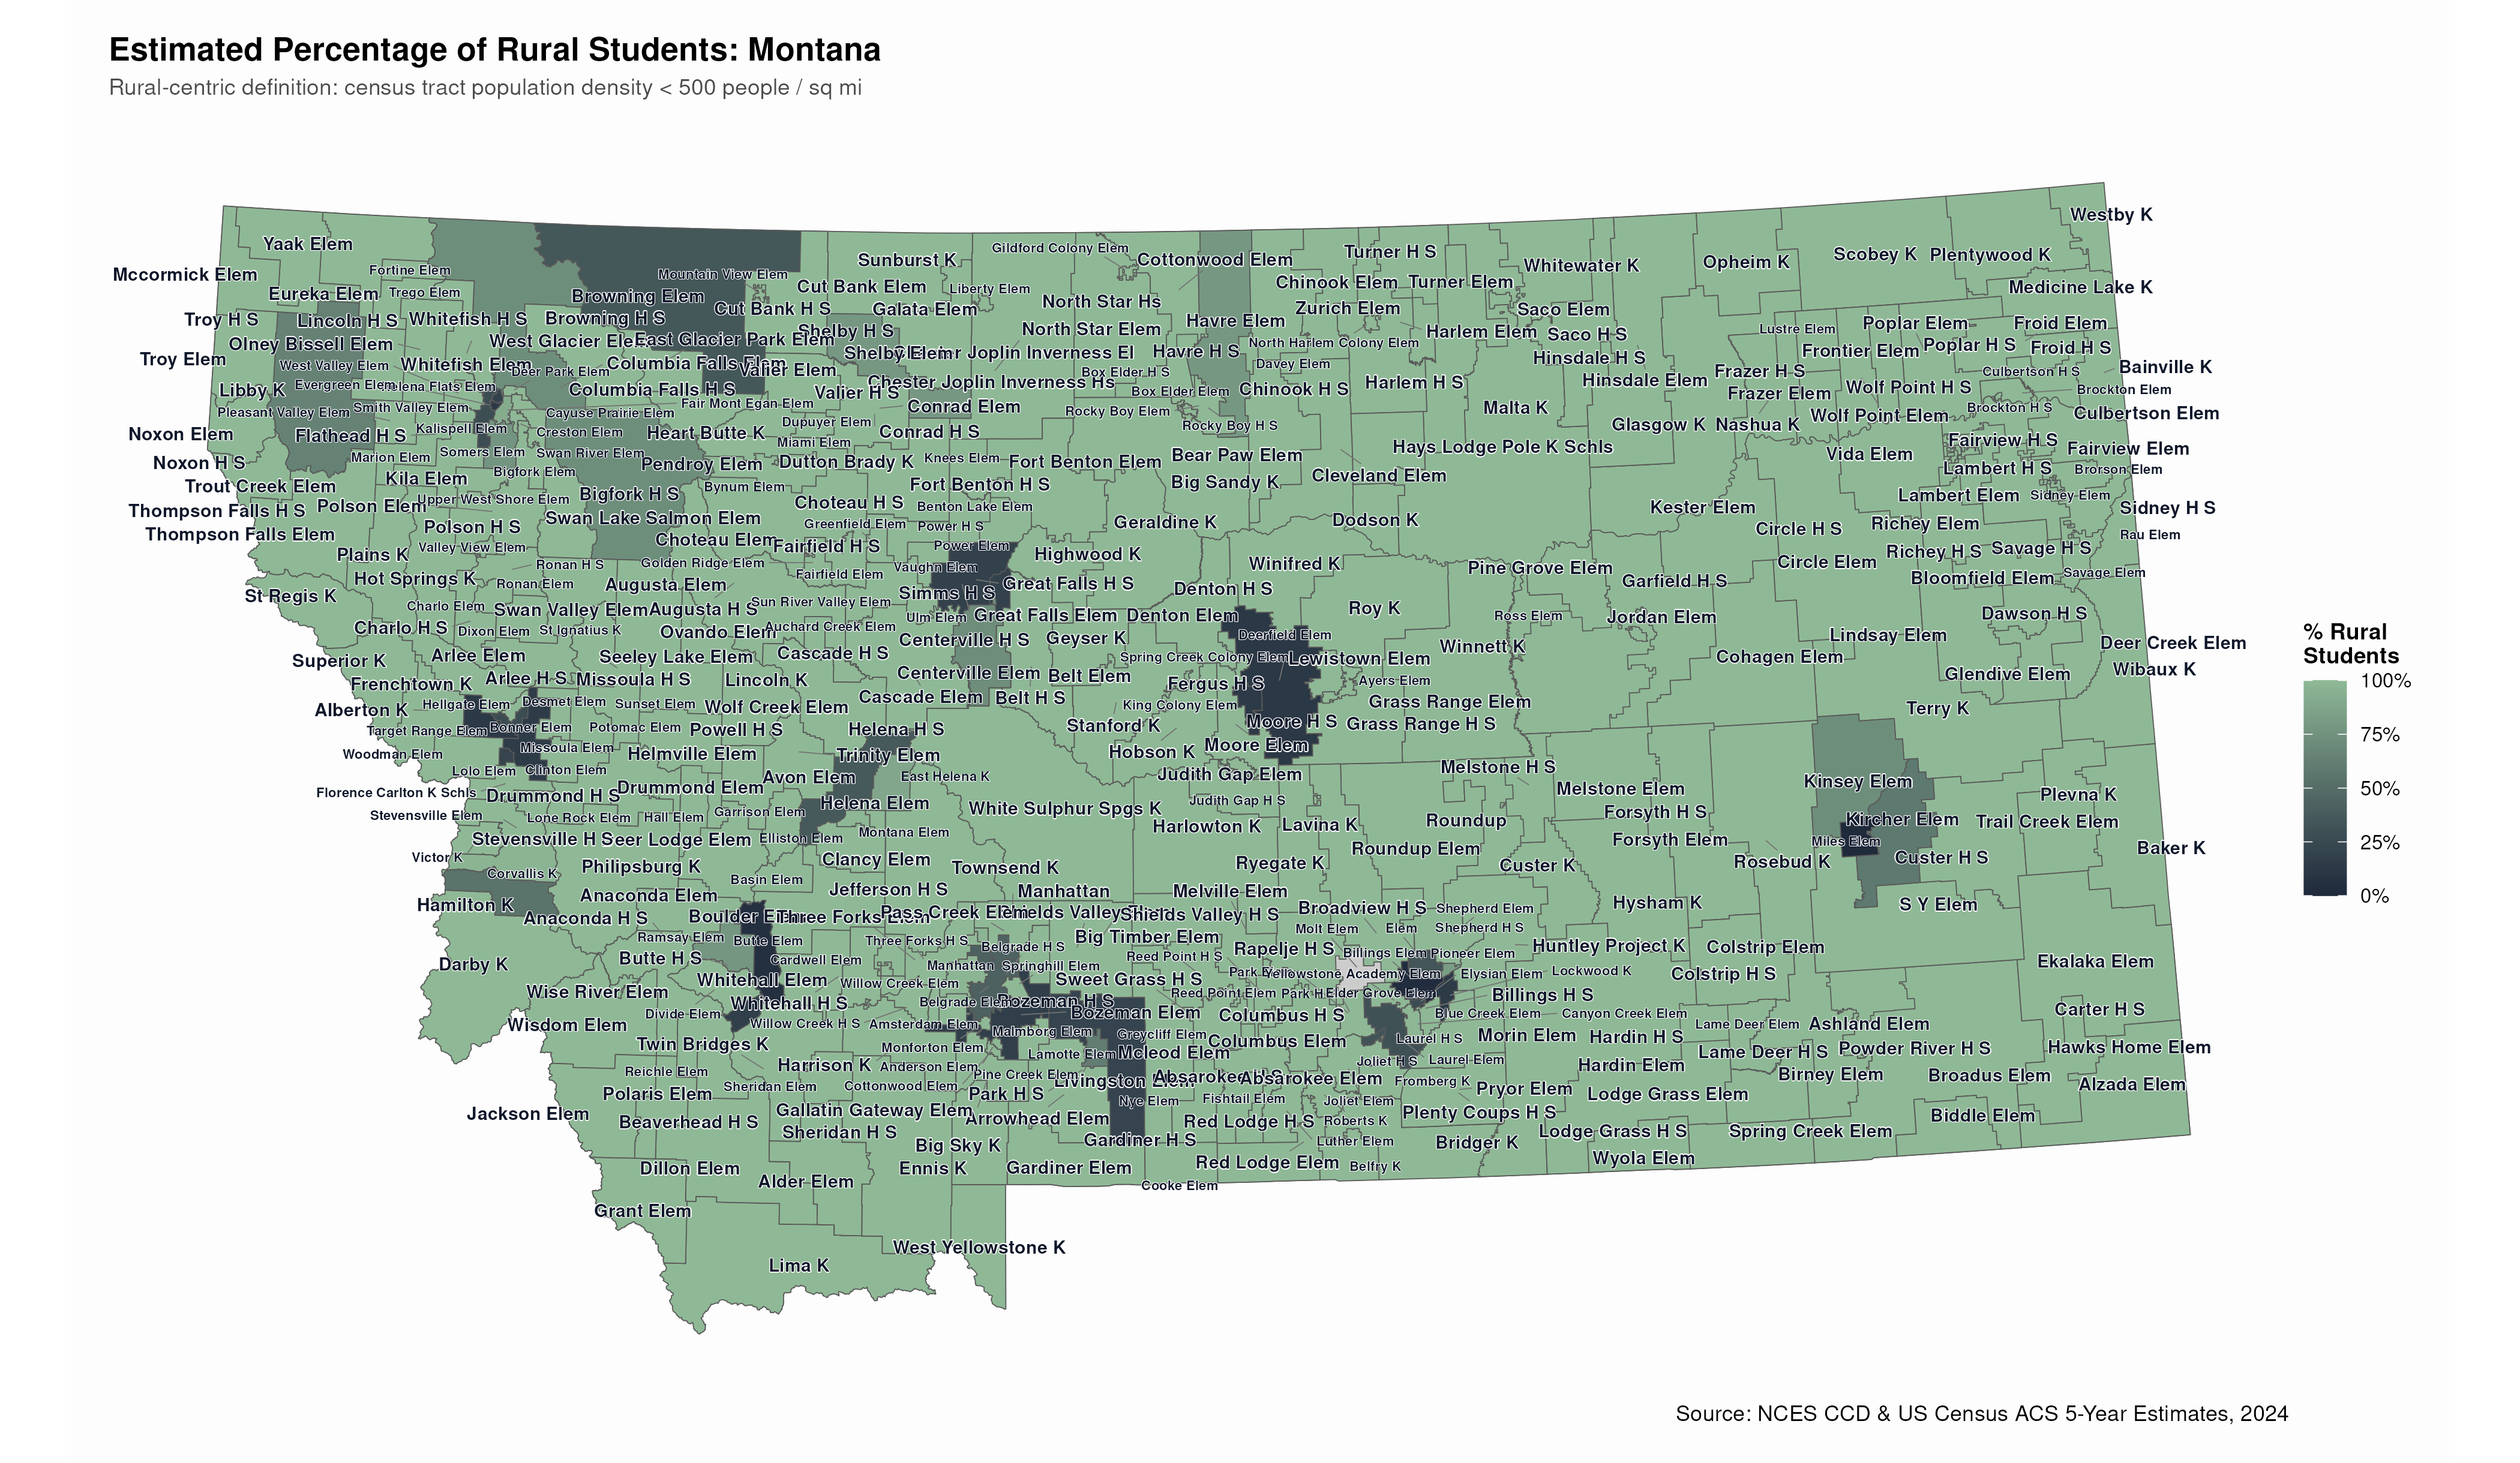 Estimated Percentage of Rural Students: Montana
Rural-centric definition: census tract population density < 500 people / sq mi
Westby K
Yaak Elem
Gildford Colony Elem
Turner H S
Scobey K
Plentywood K
Sunburst K
Cottonwood Elem
Whitewater K
Opheim K
Mccormick Elem
Fortine Elem
Mountain View Elem
Cut Bank Elem
Liberty Elem
Chinook Elem
Turner Elem
Medicine Lake K
Eureka Elem
Trego Elem
Browning Elem
Cut Bank H S
Galata Elem
North Star Hs
Zurich Elem
Saco Elem
Troy H S
Lincoln H S
Whitefish H S
Browning H S
Shelby H S
North Star Elem
Havre Elem
Harlem Elem
Saco H S
Lustre Elem
Poplar Elem
Froid Elem
Olney Bissell Elem
West Glacier Elem
East Glacier Park Elem
Joplin Inverness El
Havre H S
North Harlem Colony Elem
Hinsdale H S
Frontier Elem
Poplar H S
Froid H S
Troy Elem
West Valley Elem
Whitefish Elem
Deer Park Elem
Columbia Falls Elem
Valier Elem
Box Elder H S
Davey Elem
Frazer H S
Culbertson H S
Bainville K
Libby K
Evergreen Elem
Columbia Falls H S
Valier H S
Chester Joplin Inverness Hs
Box Elder Elem
Chinook H S
Harlem H S
Hinsdale Elem
Frazer Elem
Wolf Point H S
Brockton Elem
Pleasant Valley Elem
Smith Valley Elem
Cayuse Prairie Elem
Fair Mont Egan Elem
Conrad Elem
Rocky Boy Elem
Malta K
Wolf Point Elem
Brockton H S
Culbertson Elem
Noxon Elem
Flathead H S
Kalispell Elem
Creston Elem
Heart Butte K
Dupuyer Elem
Miami Elem
Conrad H S
Rocky Boy H S
Glasgow K
Nashua K
Fairview H S
Fairview Elem
Noxon H S
Marion Elem
Somers Elem
Swan River Elem
Pendroy Elem
Dutton Brady K
Knees Elem
Fort Benton Elem
Bear Paw Elem
Hays Lodge Pole K Schls
Vida Elem
Lambert H S
Brorson Elem
Trout Creek Elem
Kila Elem
Bigfork Elem
Bynum Elem
Fort Benton H S
Big Sandy K
Cleveland Elem
Lambert Elem
Sidney Elem
Thompson Falls H S
Polson Elem
Upper West Shore Elem
Bigfork H S
Choteau H S
Benton Lake Elem
Kester Elem
Sidney H S
Thompson Falls Elem
Polson H S
Swan Lake Salmon Elem
Greenfield Elem
Power H S
Geraldine K
Dodson K
Circle H S
Richey Elem
Rau Elem
Plains K
Valley View Elem
Choteau Elem
Fairfield H S
Power Elem
Highwood K
Richey H S
Savage H S
Hot Springs K
Ronan H S
Golden Ridge Elem
Fairfield Elem
Vaughn Elem
Winifred K
Pine Grove Elem
Circle Elem
Savage Elem
St Regis K
Ronan Elem
Augusta Elem
Simms H S
Great Falls H S
Denton H S
Garfield H S
Bloomfield Elem
Charlo Elem
Swan Valley Elem
Augusta H S
Sun River Valley Elem
Great Falls Elem
Denton Elem
Roy K
Ross Elem
Jordan Elem
Dawson H S
Charlo H S
Dixon Elem
St Ignatius K
Ovando Elem
Auchard Creek Elem
Ulm Elem
Centerville H S
Geyser K
Deerfield Elem
Lindsay Elem
Deer Creek Elem
Superior K
Arlee Elem
Seeley Lake Elem
Cascade H S
Spring Creek Colony Elem
Lewistown Elem
Winnett K
Cohagen Elem
Glendive Elem
Wibaux K
Frenchtown K
Arlee H S
Missoula H S
Lincoln K
Centerville Elem
Belt Elem
Fergus H S
Ayers Elem
Alberton K
Hellgate Elem
Desmet Elem
Sunset Elem
Wolf Creek Elem
Cascade Elem
Belt H S
King Colony Elem
Grass Range Elem
Terry K
Target Range Elem
Bonner Elem
Potomac Elem
Powell H S
Helena H S
Stanford K
Moore H S
Grass Range H S
Woodman Elem
Missoula Elem
Helmville Elem
Trinity Elem
Hobson K
Moore Elem
Lolo Elem
Clinton Elem
Avon Elem
East Helena K
Judith Gap Elem
Melstone H S
Kinsey Elem
Florence Carlton K Schls
Drummond H S
Drummond Elem
Helena Elem
White Sulphur Spgs K
Judith Gap H S
Melstone Elem
Plevna K
Stevensville Elem
Lone Rock Elem
Hall Elem
Garrison Elem
Harlowton K
Lavina K
Roundup
Forsyth H S
Kircher Elem
Trail Creek Elem
Stevensville H S
eer Lodge Elem
Elliston Elem
Montana Elem
Roundup Elem
Forsyth Elem
Miles Elem
Baker K
Victor K
Philipsburg K
Clancy Elem
Townsend K
Ryegate K
Custer K
Rosebud K
Custer H S
Corvallis K
Basin Elem
Jefferson H S
Manhattan
Melville Elem
Hamilton K
Anaconda Elem
Broadview H S
Shepherd Elem
Hysham K
S Y Elem
Anaconda H S
Boulder Elem
Three Forks Elem
Pass Creek Elem
Shields Valley H S
Molt Elem
Elem
Shepherd H S
Ramsay Elem
Butte Elem
Three Forks H S
Belgrade H S
Big Timber Elem
Rapelje H S
Billings Elem
Pioneer Elem
Huntley Project K
Colstrip Elem
Darby K
Butte H S
Cardwell Elem
Manhattan
Springhill Elem
Reed Point H S
Yellowstone Academy Elem
Elysian Elem
Lockwood K
Colstrip H S
Ekalaka Elem
Wise River Elem
Whitehall Elem
Willow Creek Elem
Sweet Grass H S
Reed Point Elem
Park H
Elder Grove Elem
Billings H S
Whitehall H S
Belgrade Elem
Bozeman H S
Carter H S
Wisdom Elem
Divide Elem
Willow Creek H S
Amsterdam Elem
Malmborg Elem
Bozeman Elem
Columbus H S
Blue Creek Elem
Canyon Creek Elem
Lame Deer Elem
Ashland Elem
Twin Bridges K
Monforton Elem
Greycliff Elem
Columbus Elem
Laurel H S
Morin Elem
Hardin H S
Lame Deer H S
Powder River H S
Hawks Home Elem
Reichle Elem
Harrison K
Anderson Elem
Lamotte Elem
Mcleod Elem
Joliet H S
Laurel Elem
Hardin Elem
Birney Elem
Broadus Elem
Polaris Elem
Sheridan Elem
Cottonwood Elem
Pine Creek Elem
Livingston Elem
Absarokee H S
Absarokee Elem
Fromberg K
Pryor Elem
Lodge Grass Elem
Alzada Elem
Jackson Elem
Beaverhead H S
Gallatin Gateway Elem
Park H S
Arrowhead Elem
Nye Elem
Fishtail Elem
Joliet Elem
Plenty Coups H S
Biddle Elem
Sheridan H S
Gardiner H S
Red Lodge H S
Roberts K
Lodge Grass H S
Spring Creek Elem
Big Sky K
Luther Elem
Bridger K
Dillon Elem
Ennis K
Gardiner Elem
Red Lodge Elem
Belfry K
Wyola Elem
Alder Elem
Cooke Elem
Grant Elem
West Yellowstone K
Lima K
% Rural
Students
100%
75%
50%
25%
0%
Source: NCES CCD & US Census ACS 5-Year Estimates, 2024